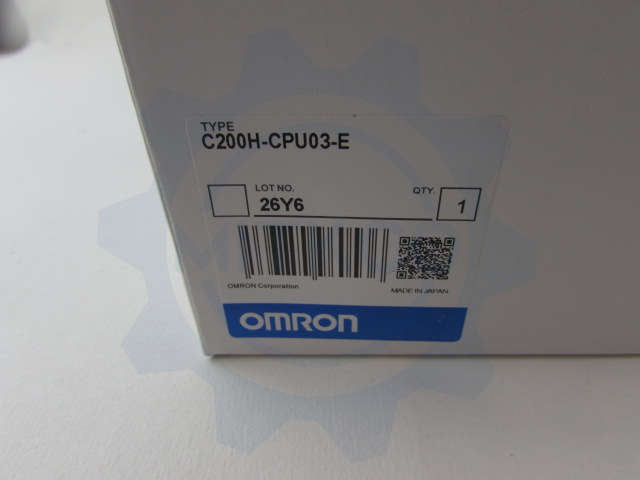 TYPE
C200H-CPU03-E
LOT NO.
QTY.
26Y6
1
OMRON Corporation
MADE IN JAPAN
OMRON